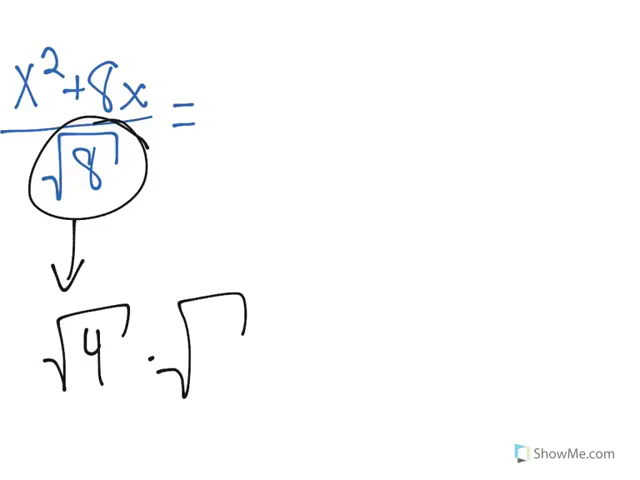 x²+8x
√8 =
√4 · √
ShowMe.com